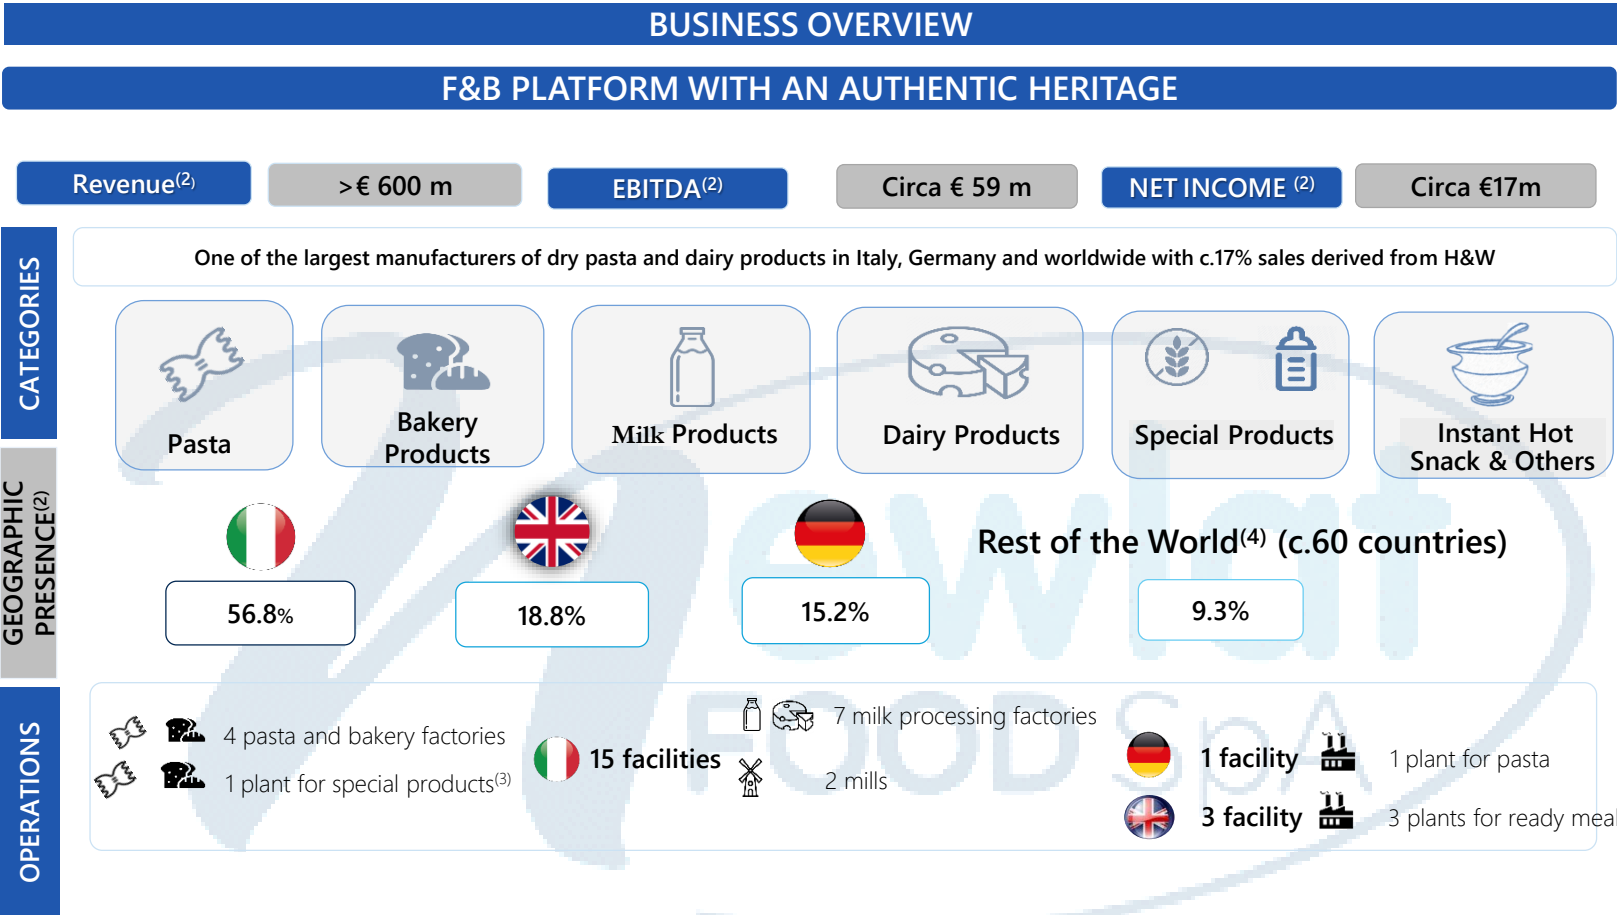 BUSINESS OVERVIEW
F&B PLATFORM WITH AN AUTHENTIC HERITAGE
Revenue(2)
>€ 600 m
EBITDA(2)
Circa € 59 m
NET INCOME (2)
Circa €17m
CATEGORIES
One of the largest manufacturers of dry pasta and dairy products in Italy, Germany and worldwide with c.17% sales derived from H&W
Pasta
Bakery
Products
Milk Products
Dairy Products
Special Products
Instant Hot
Snack & Others
GEOGRAPHIC
PRESENCE(2)
Rest of the World(4) (c.60 countries)
56.8%
18.8%
15.2%
9.3%
OPERATIONS
4 pasta and bakery factories
1 plant for special products(3)
15 facilities
7 milk processing factories
2 mills
1 facility
1 plant for pasta
3 facility
3 plants for ready meal
newlat
FOOD SpA